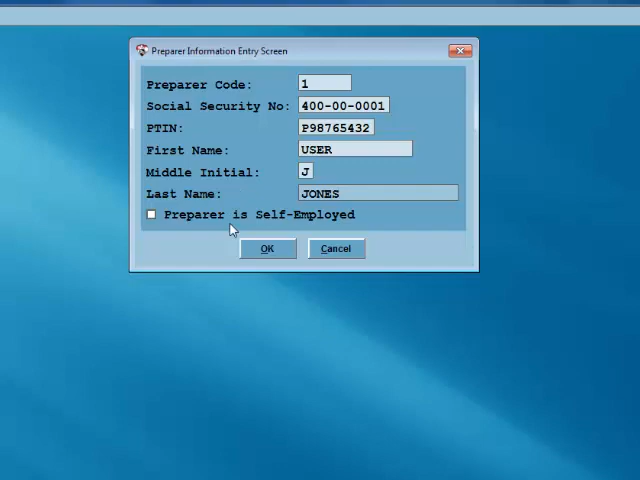 Preparer Information Entry Screen
Preparer Code: 1
Social Security No: 400-00-0001
PTIN: P98765432
First Name: USER
Middle Initial: J
Last Name: JONES
Preparer is Self-Employed
OK Cancel